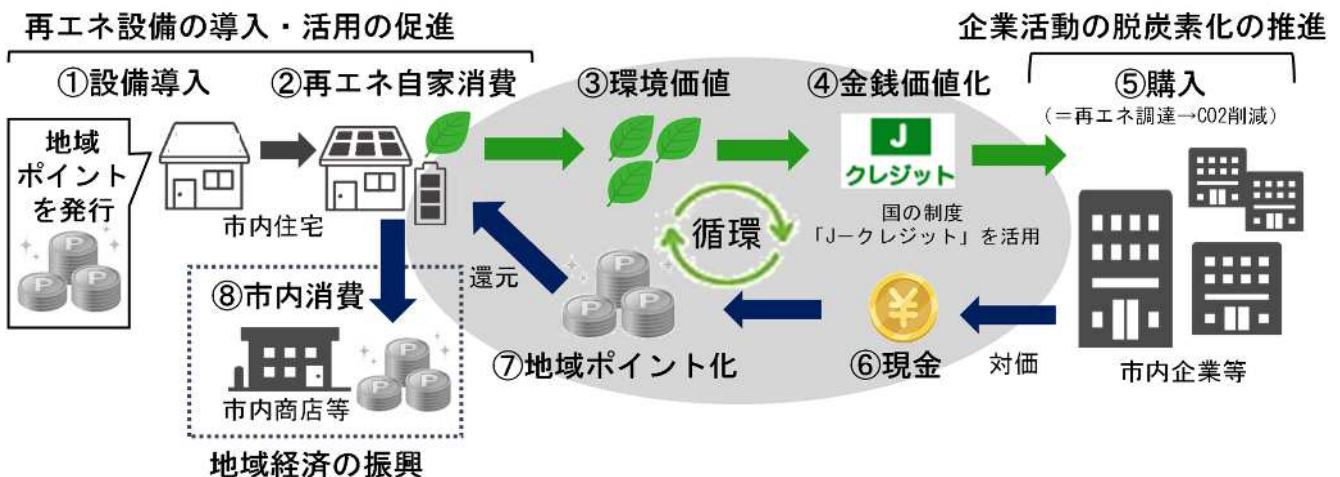 再エネ設備の導入・活用の促進
企業活動の脱炭素化の推進
①設備導入
②再エネ自家消費
③環境価値
④金銭価値化
⑤購入
(=再エネ調達→CO2削減)
地域
ポイント
を発行
市内住宅
J
クレジット
国の制度
「J－クレジット」を活用
循環
還元
⑧市内消費
市内商店等
⑦地域ポイント化
⑥現金
対価
市内企業等
地域経済の振興
P
P
P
P
P
P
P
P
P
¥